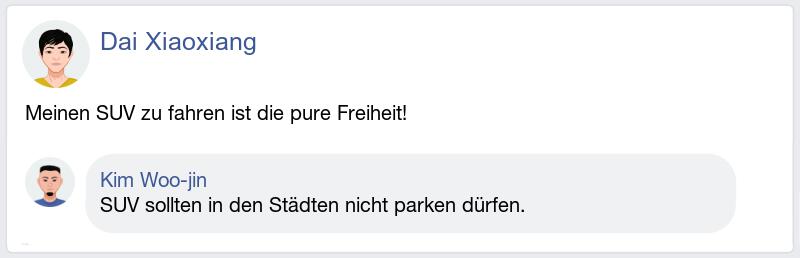 Dai Xiaoxiang
Meinen SUV zu fahren ist die pure Freiheit!
Kim Woo-jin
SUV sollten in den Städten nicht parken dürfen.